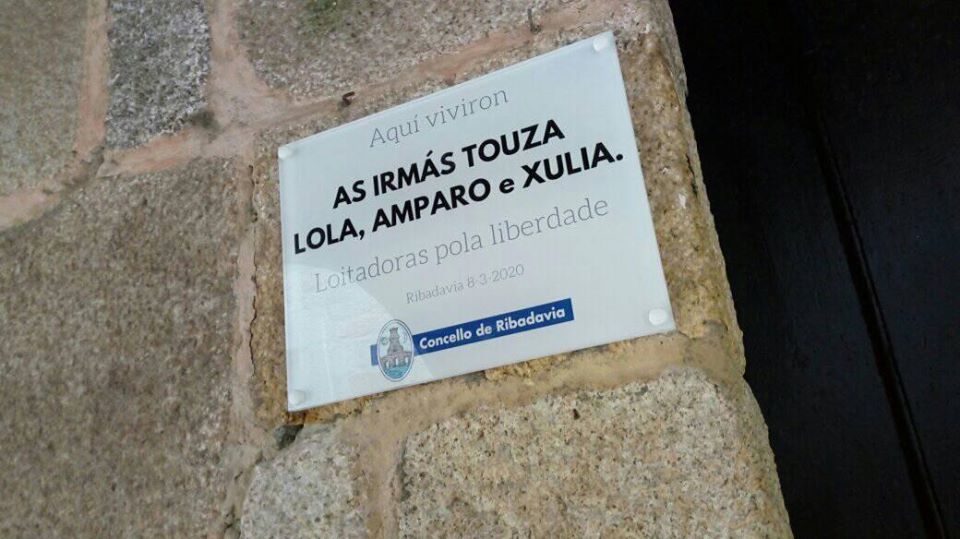 Aquí viviron
AS IRMÁS TOUZA
LOLA, AMPARO e XULIA.
Loitadoras pola liberdade
Ribadavia 8-3-2020
Concello de Ribadavia